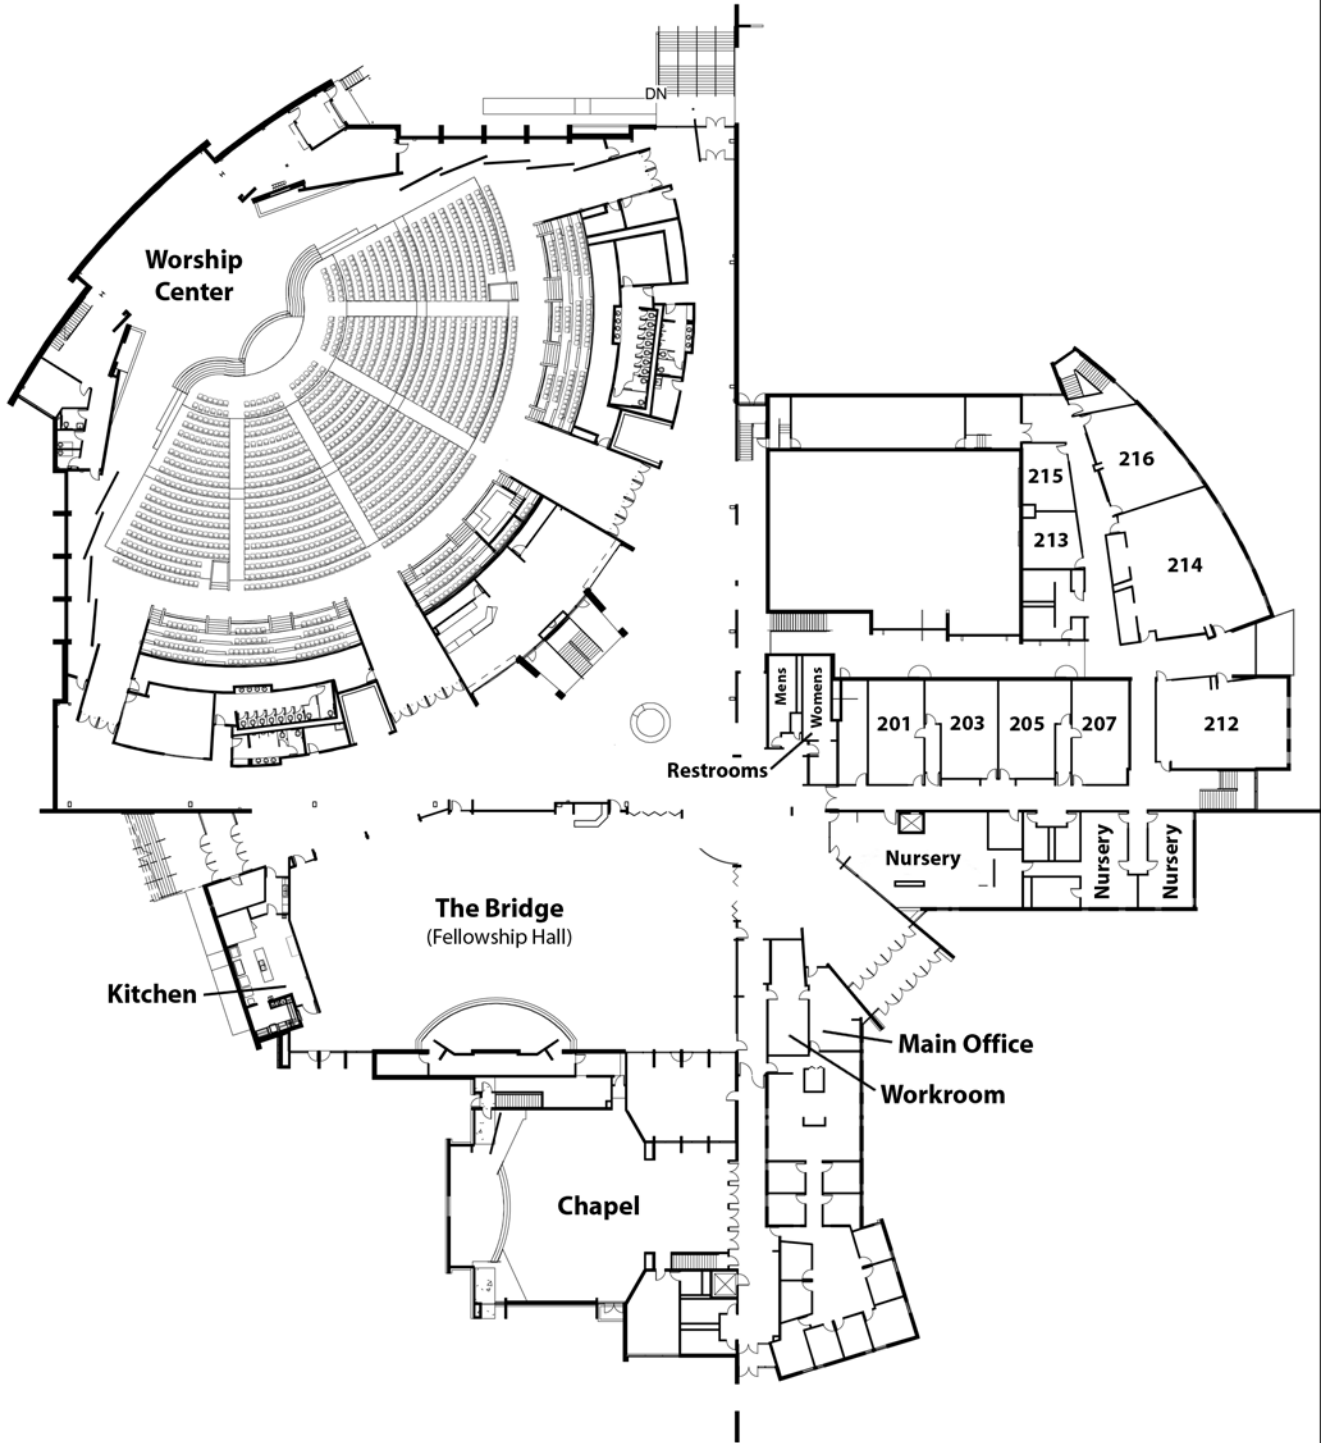 DN
Worship
Center
216
215
213
214
Mens
Womens
201
203
205
207
212
Restrooms
Nursery
Nursery
Nursery
The Bridge
(Fellowship Hall)
Kitchen
Main Office
Workroom
Chapel